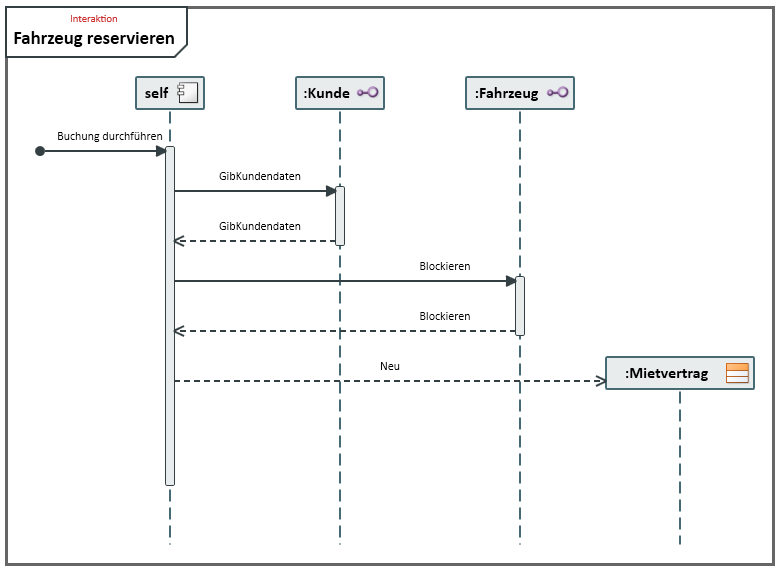 Interaktion
Fahrzeug reservieren
self
:Kunde
:Fahrzeug
Buchung durchführen
GibKundendaten
GibKundendaten
Blockieren
Blockieren
Neu
:Mietvertrag